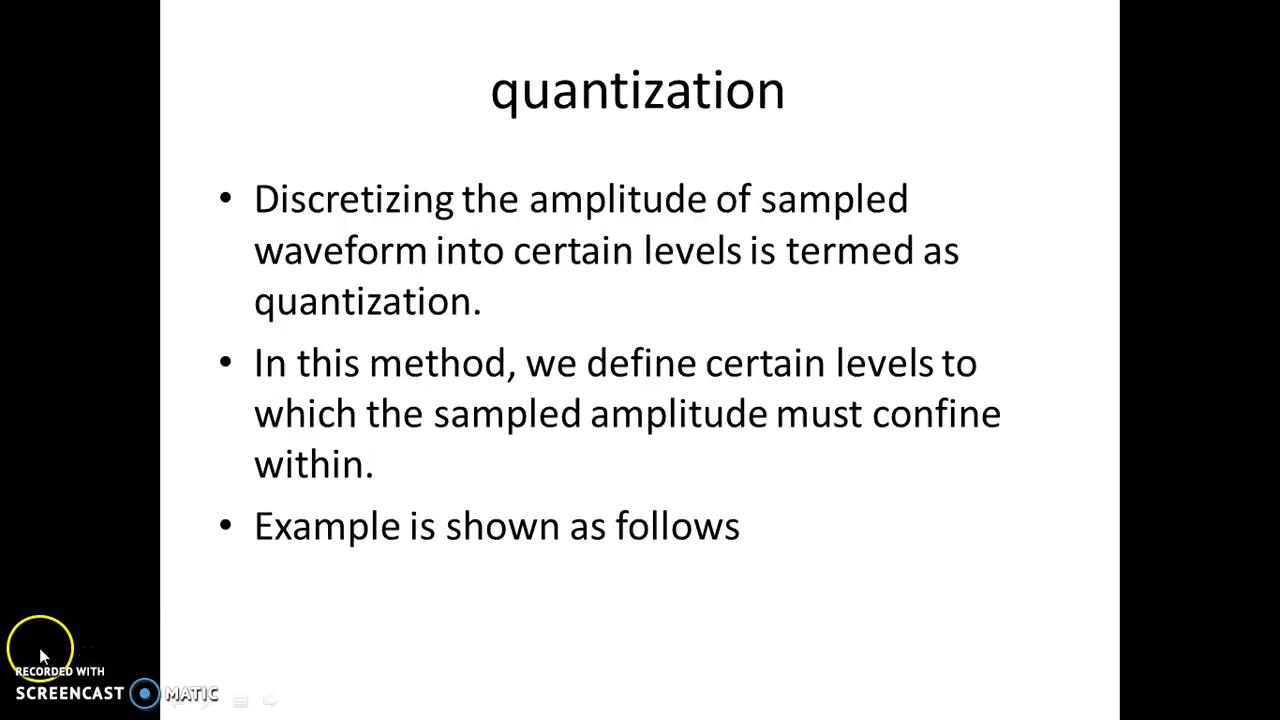 quantization
• Discretizing the amplitude of sampled
waveform into certain levels is termed as
quantization.
• In this method, we define certain levels to
which the sampled amplitude must confine
within.
• Example is shown as follows
RECORDED WITH
SCREENCAST MATIC